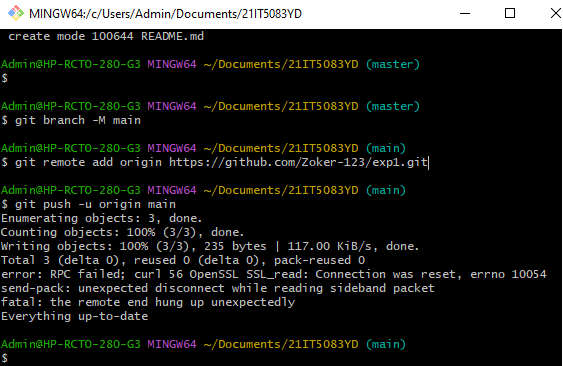 MINGW64:/c/Users/Admin/Documents/21IT5083YD
create mode 100644 README.md
Admin@HP-RCTO-280-G3 MINGW64 ~/Documents/21IT5083YD (master)
$
Admin@HP-RCTO-280-G3 MINGW64 ~/Documents/21IT5083YD (master)
$ git branch -M main
Admin@HP-RCTO-280-G3 MINGW64 ~/Documents/21IT5083YD (main)
$ git remote add origin https://github.com/Zoker-123/exp1.git
Admin@HP-RCTO-280-G3 MINGW64 ~/Documents/21IT5083YD (main)
$ git push -u origin main
Enumerating objects: 3, done.
Counting objects: 100% (3/3), done.
Writing objects: 100% (3/3), 235 bytes | 117.00 KiB/s, done.
Total 3 (delta 0), reused 0 (delta 0), pack-reused 0
error: RPC failed; curl 56 OpenSSL SSL_read: Connection was reset, errno 10054
send-pack: unexpected disconnect while reading sideband packet
fatal: the remote end hung up unexpectedly
Everything up-to-date
Admin@HP-RCTO-280-G3 MINGW64 ~/Documents/21IT5083YD (main)
$